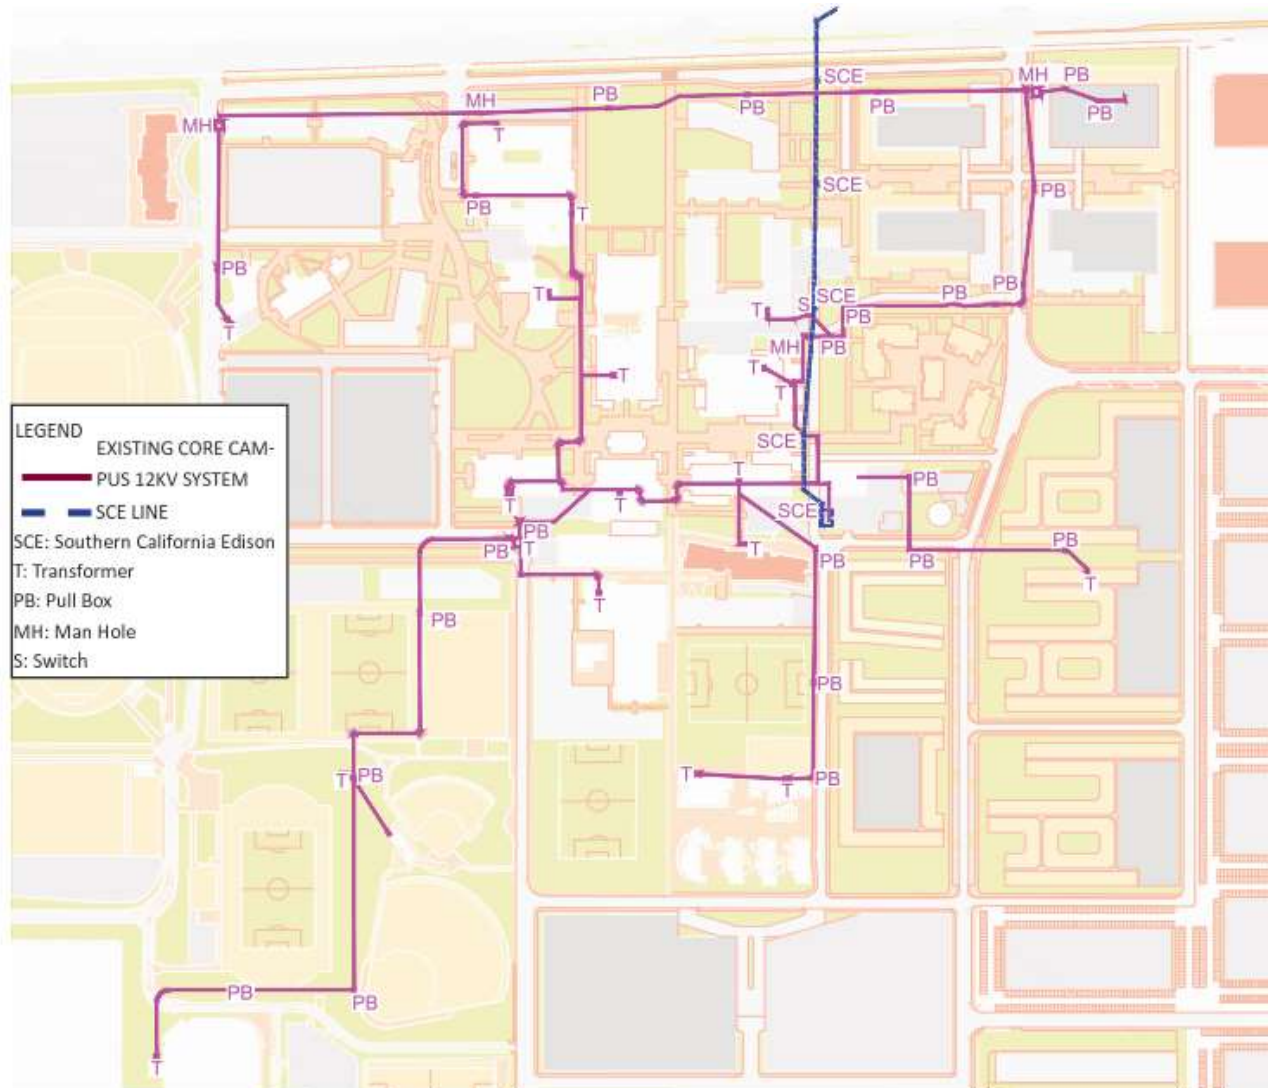 SCE
MH
PB
PB
PB
PB
MH
PB
PB
MH
T
SCE
PB
PB
T
PB
T
SCE
PB
PB
S
T
PB
T
MH
PB
T
T
T
LEGEND
EXISTING CORE CAM-
PUS 12KV SYSTEM
SCE LINE
SCE: Southern California Edison
T: Transformer
PB: Pull Box
MH: Man Hole
S: Switch
SCE
T
PB
T
T
SCE
PB
PB
T
T
PB
PB
PB
T
T
PB
PB
T
T
PB
T
PB
PB
PB
T